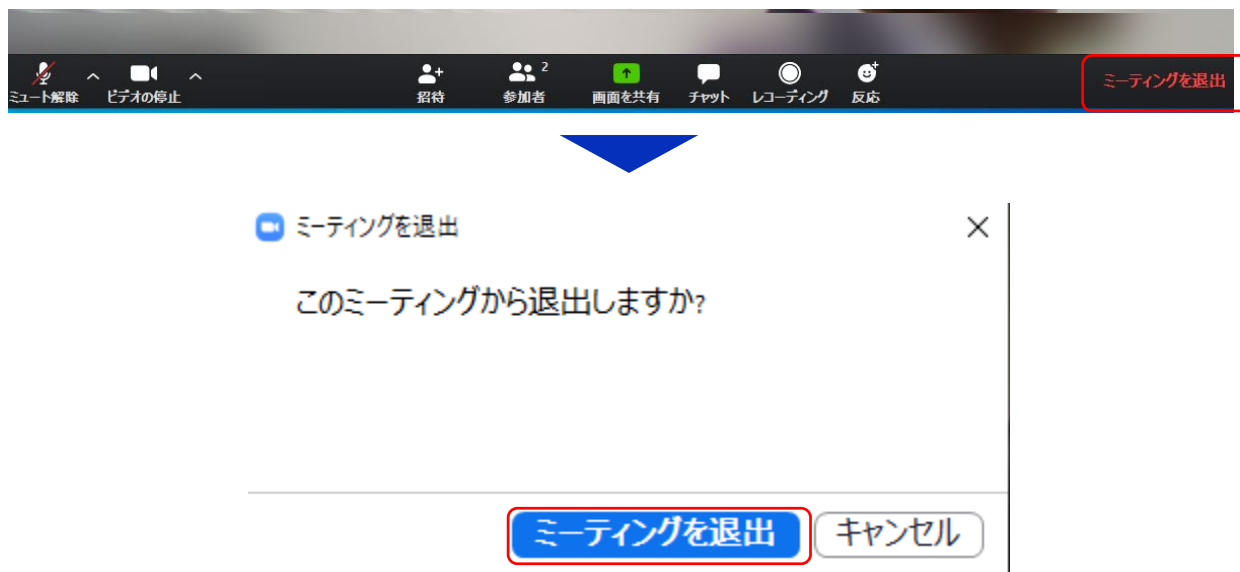 2
ミュート解除 ビデオの停止 招待 参加者 画面を共有 チャット レコーディング 反応 ミーティングを退出
ミーティングを退出
このミーティングから退出しますか?
ミーティングを退出 キャンセル